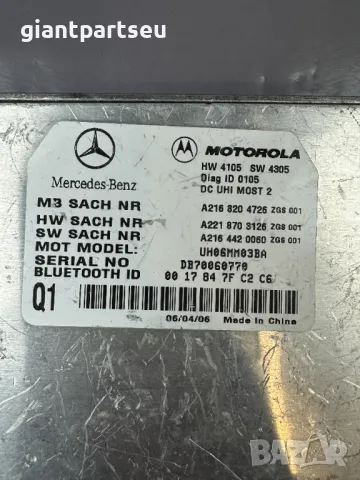 giantpartseu
Mercedes-Benz
MOTOROLA
HW 4105 SW 4305
Diag ID 0105
DC UHI MOST 2
M3 SACH NR A216 820 4726 ZGS 001
HW SACH NR A221 870 3126 ZGS 001
SW SACH NR A216 442 0060 ZGS 001
MOT MODEL: UH06MM03BA
SERIAL NO DB70060770
BLUETOOTH ID 00 17 84 7F C2 C6
Q1
06/04/06 Made in China
BAZAR